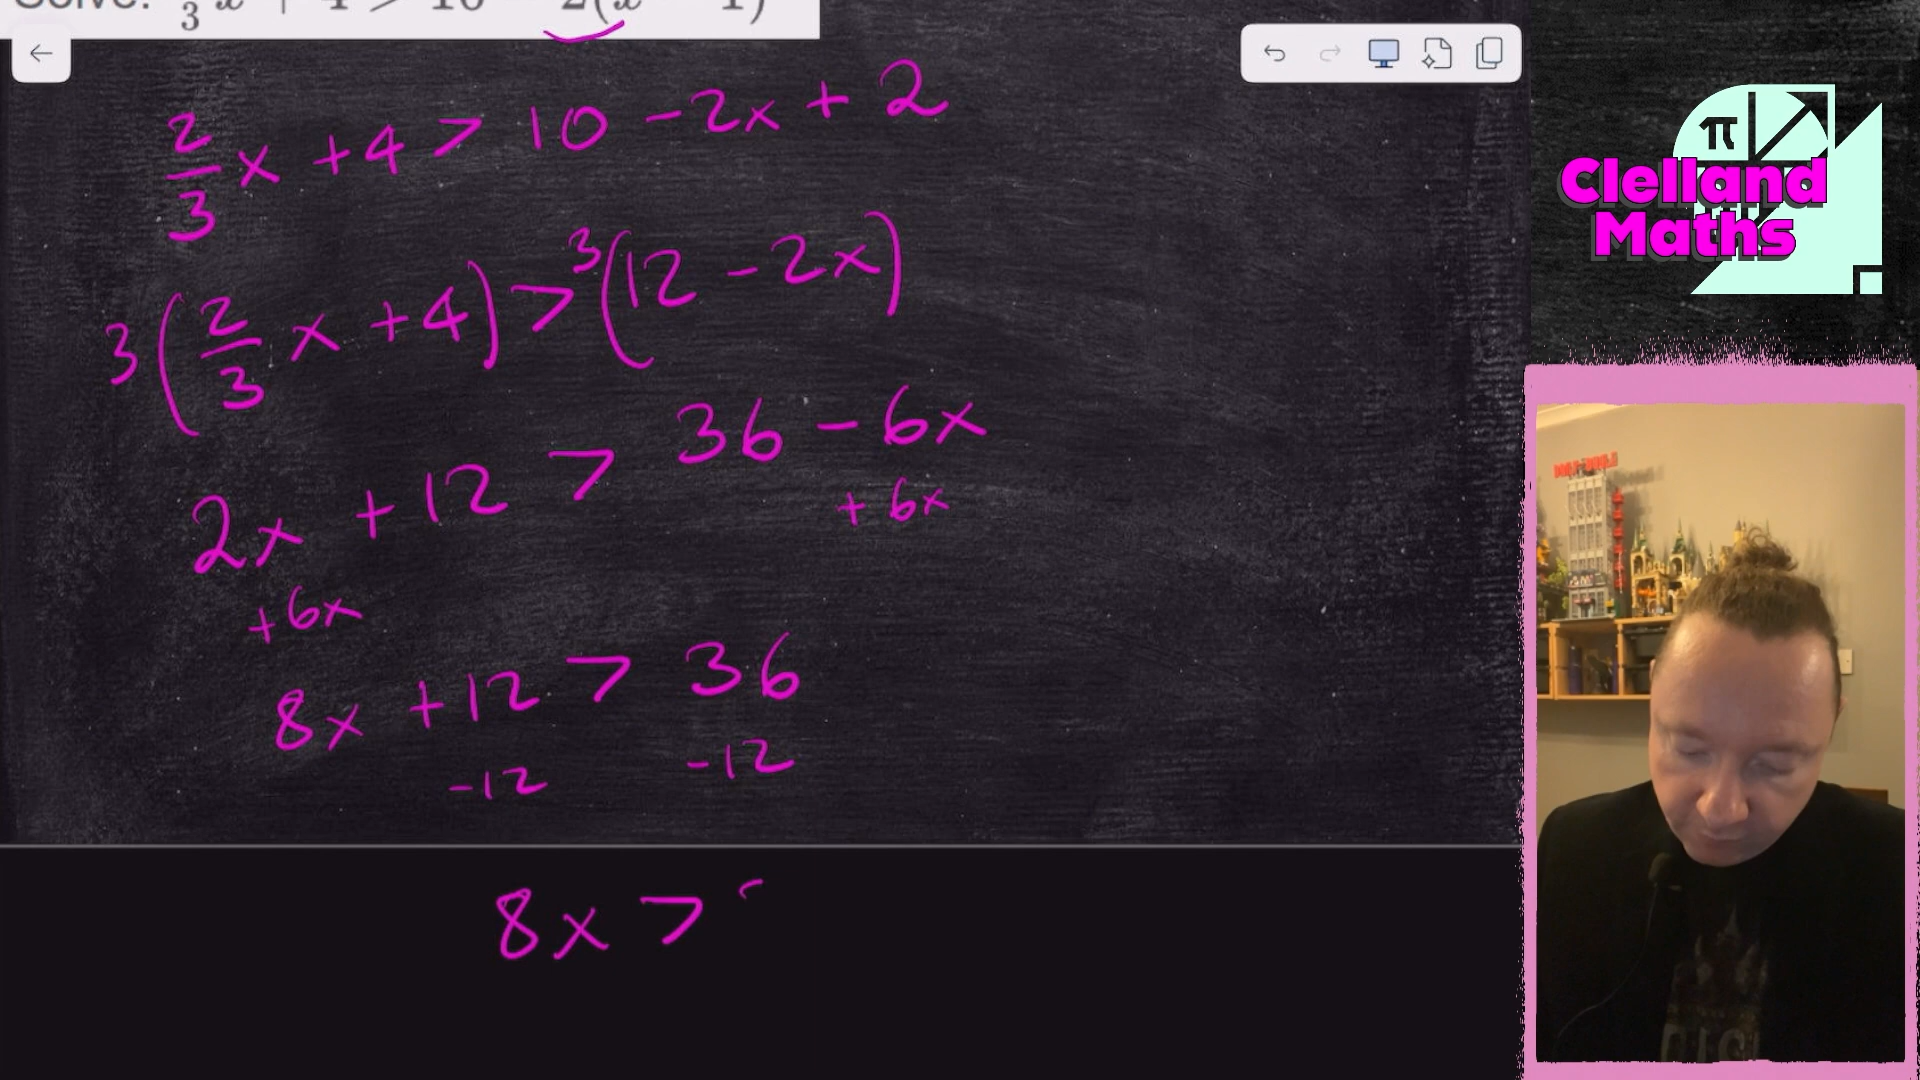 2/3 x + 4 > 10 - 2x + 2
3(2/3 x + 4) > 3(12 - 2x)
2x + 12 > 36 - 6x
+ 6x
+ 6x
8x + 12 > 36
- 12 - 12
8x >
π
Clelland
Maths